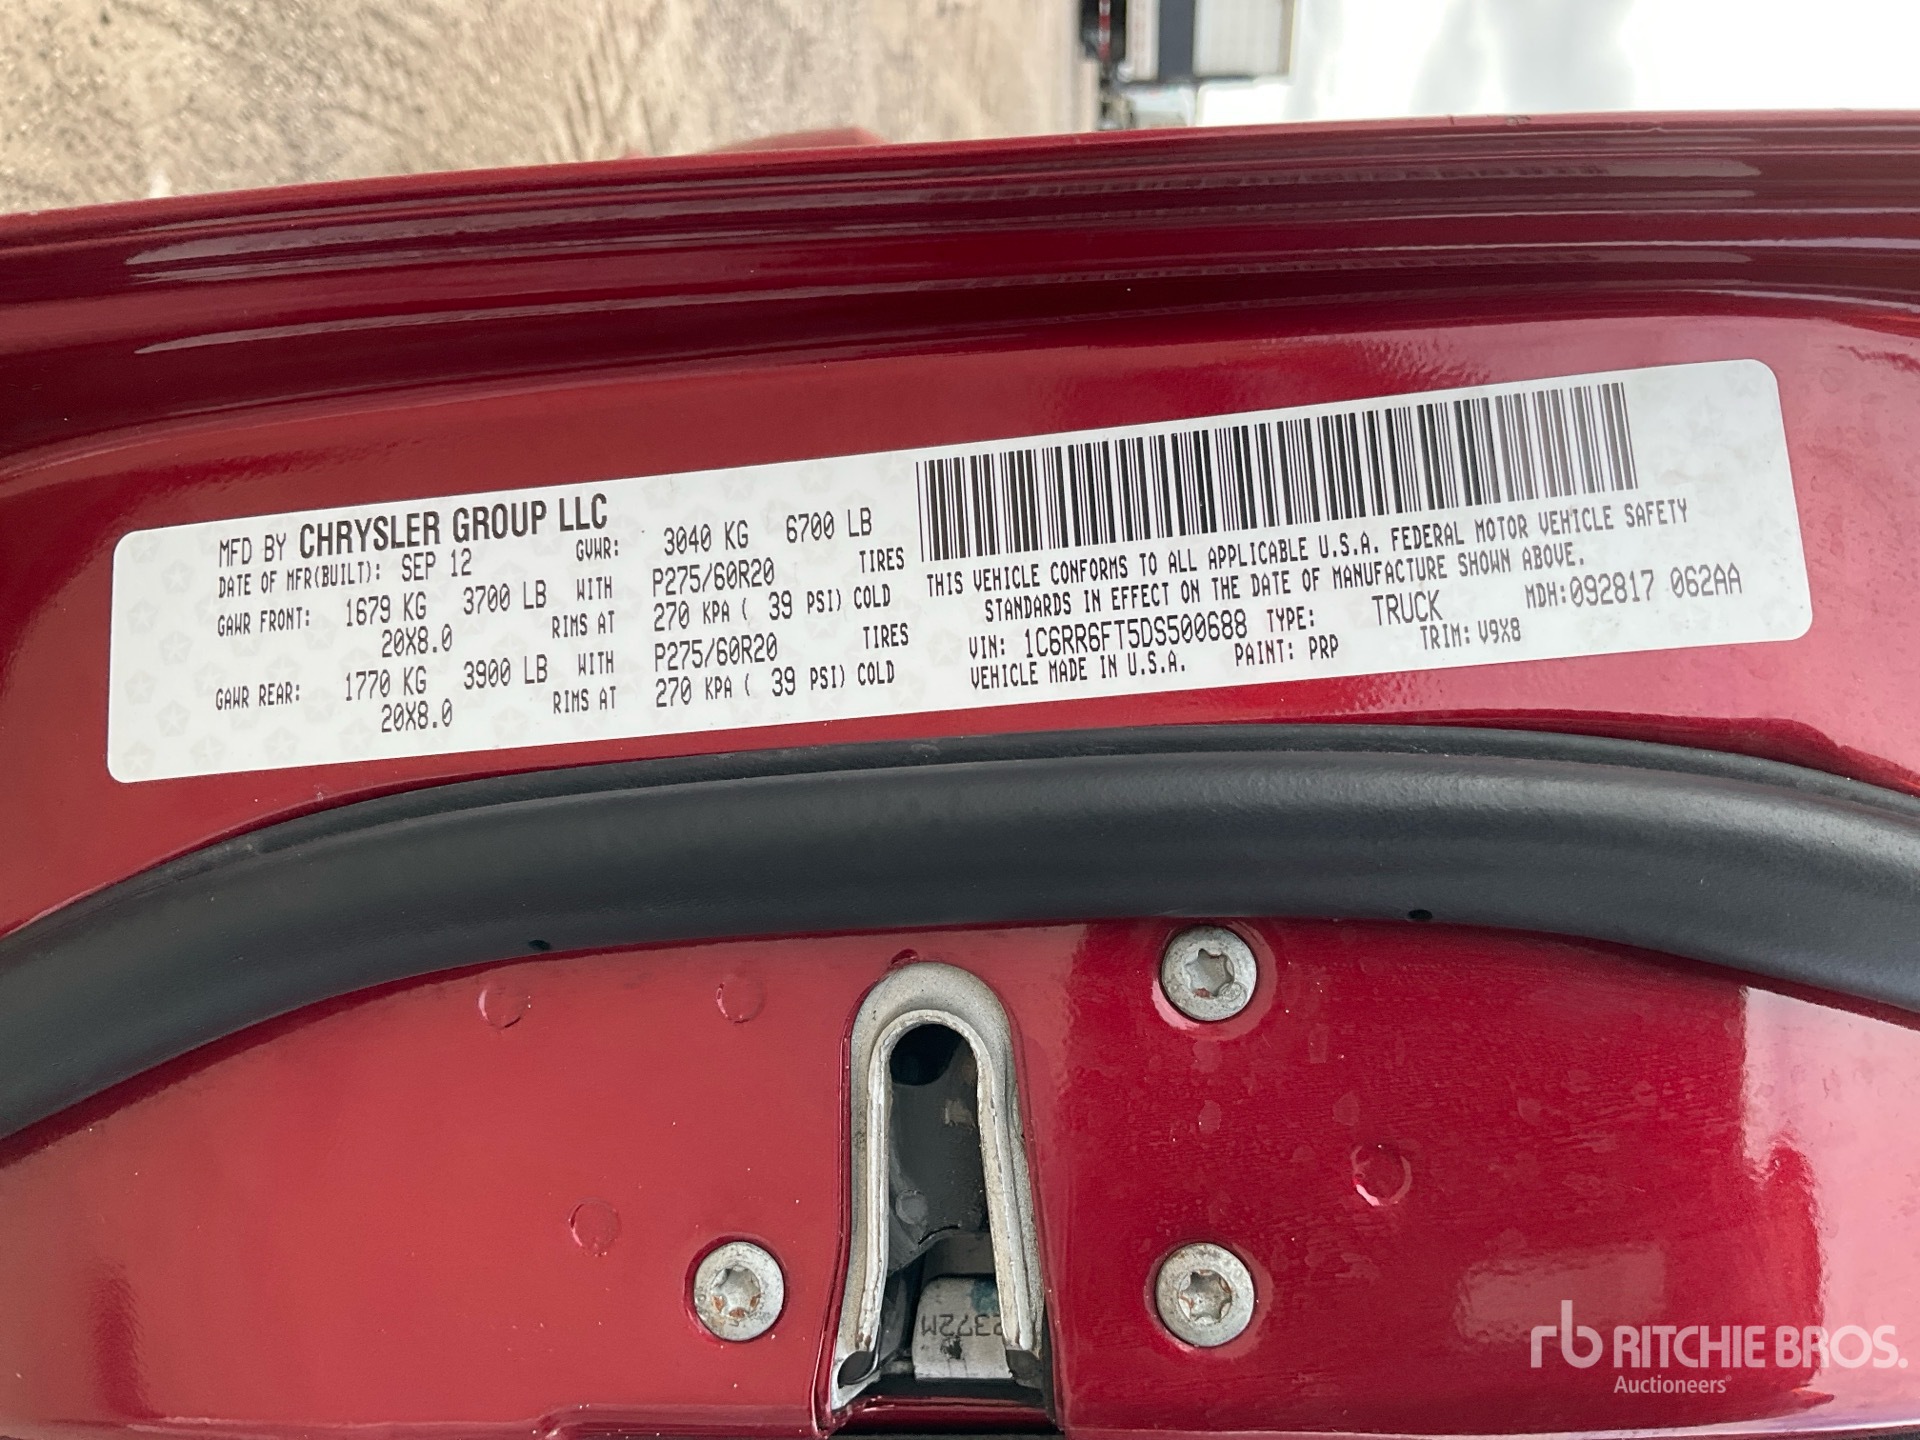 MFD BY CHRYSLER GROUP LLC
DATE OF MFR(BUILT): SEP 12 GVWR: 3040 KG 6700 LB
GAWR FRONT: 1679 KG 3700 LB WITH P275/60R20 TIRES
20X8.0 RIMS AT 270 KPA ( 39 PSI) COLD
GAWR REAR: 1770 KG 3900 LB WITH P275/60R20 TIRES
20X8.0 RIMS AT 270 KPA ( 39 PSI) COLD
THIS VEHICLE CONFORMS TO ALL APPLICABLE U.S.A. FEDERAL MOTOR VEHICLE SAFETY
STANDARDS IN EFFECT ON THE DATE OF MANUFACTURE SHOWN ABOVE.
VIN: 1C6RR6FT5DS500688 TYPE: TRUCK MDH:092817 062AA
VEHICLE MADE IN U.S.A. PAINT: PRP TRIM: V9X8
2372M
rb RITCHIE BROS.
Auctioneers